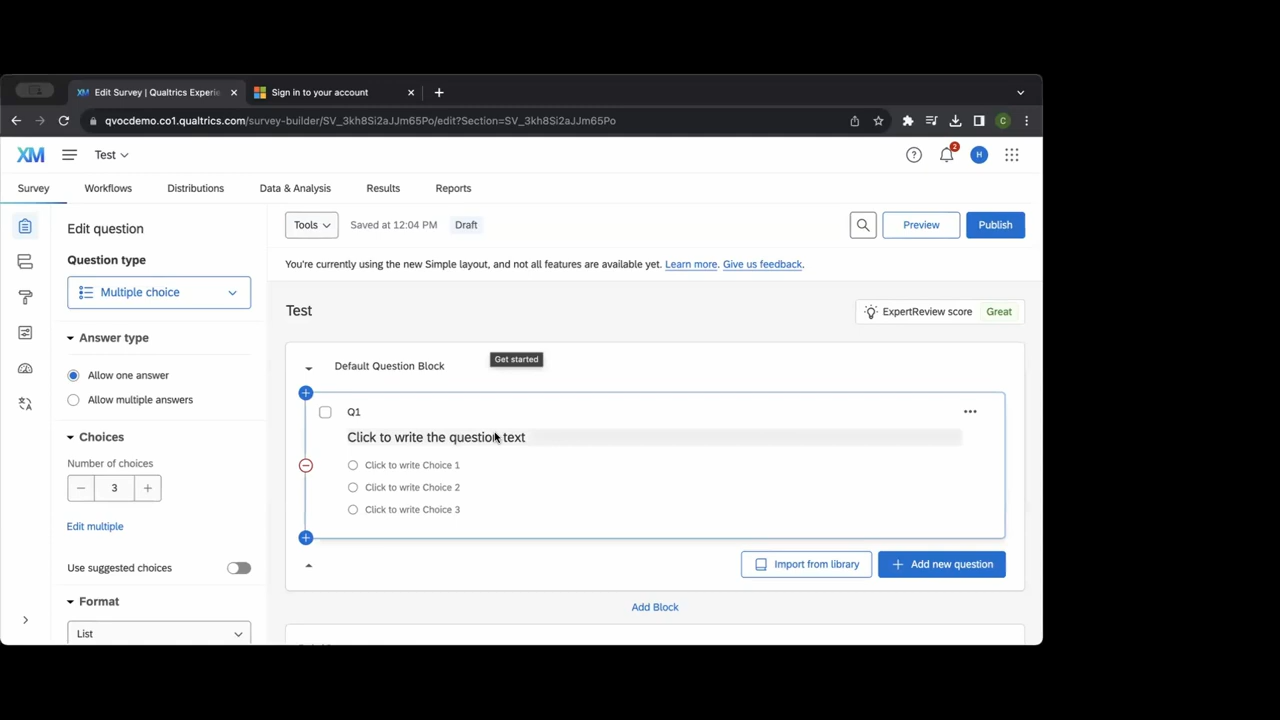 Edit Survey | Qualtrics Experie
Sign in to your account
qvocdemo.co1.qualtrics.com/survey-builder/SV_3kh8Si2aJJm65Po/edit?Section=SV_3kh8Si2aJJm65Po
C
XM
Test
2
H
Survey
Workflows
Distributions
Data & Analysis
Results
Reports
Edit question
Tools
Saved at 12:04 PM
Draft
Preview
Publish
Question type
Multiple choice
You're currently using the new Simple layout, and not all features are available yet. Learn more. Give us feedback.
Test
ExpertReview score
Great
Answer type
Allow one answer
Allow multiple answers
Get started
Default Question Block
Q1
Click to write the question text
Click to write Choice 1
Click to write Choice 2
Click to write Choice 3
Choices
Number of choices
3
Edit multiple
Use suggested choices
Format
List
Import from library
Add new question
Add Block